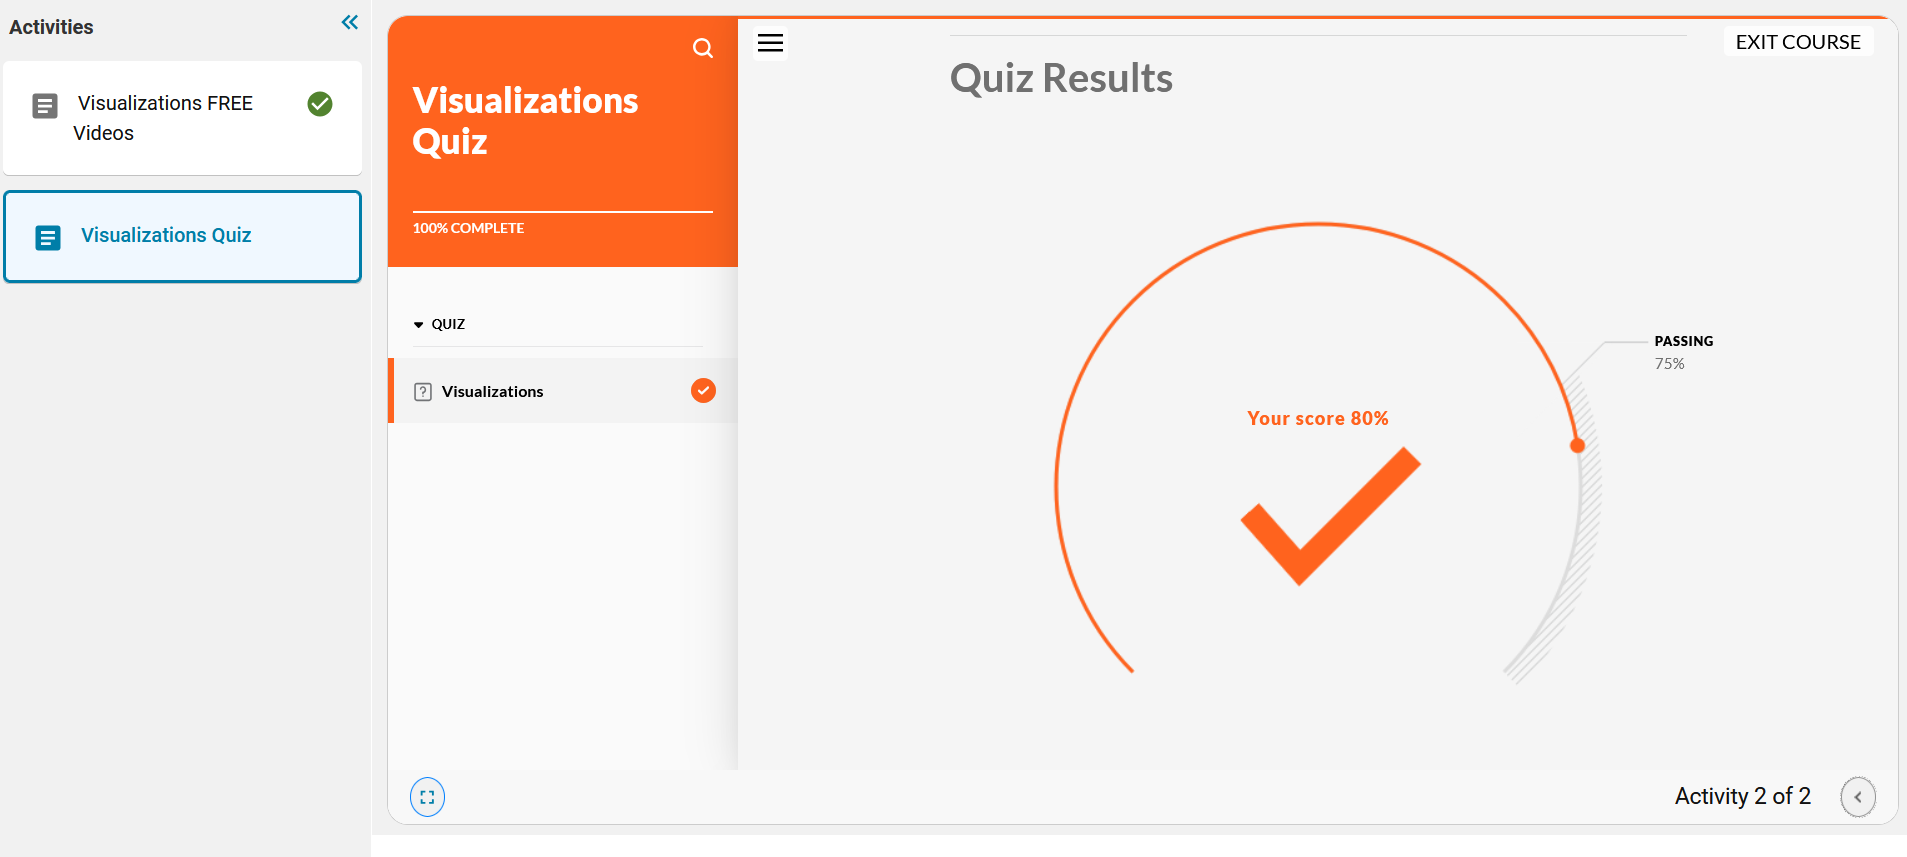 Activities
Visualizations FREE
Videos
Visualizations Quiz
Visualizations
Quiz
100% COMPLETE
QUIZ
Visualizations
EXIT COURSE
Quiz Results
PASSING
75%
Your score 80%
Activity 2 of 2